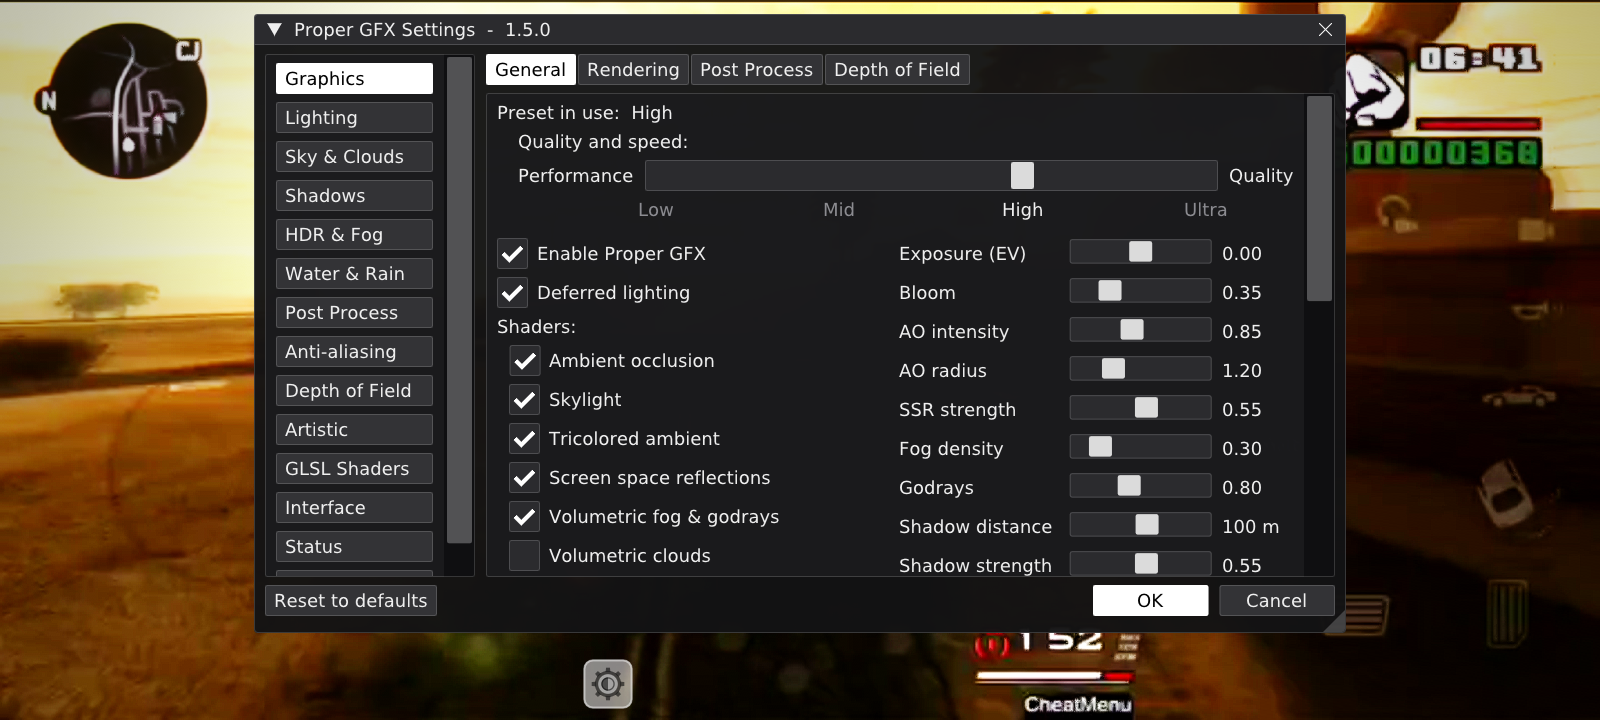 Proper GFX Settings - 1.5.0
CJ
N
06:41
00000368
Graphics
Lighting
Sky & Clouds
Shadows
HDR & Fog
Water & Rain
Post Process
Anti-aliasing
Depth of Field
Artistic
GLSL Shaders
Interface
Status
General Rendering Post Process Depth of Field
Preset in use: High
Quality and speed:
Performance Quality
Low Mid High Ultra
Enable Proper GFX
Deferred lighting
Shaders:
Ambient occlusion
Skylight
Tricolored ambient
Screen space reflections
Volumetric fog & godrays
Volumetric clouds
Exposure (EV) 0.00
Bloom 0.35
AO intensity 0.85
AO radius 1.20
SSR strength 0.55
Fog density 0.30
Godrays 0.80
Shadow distance 100 m
Shadow strength 0.55
Reset to defaults OK Cancel
152
CheatMenu